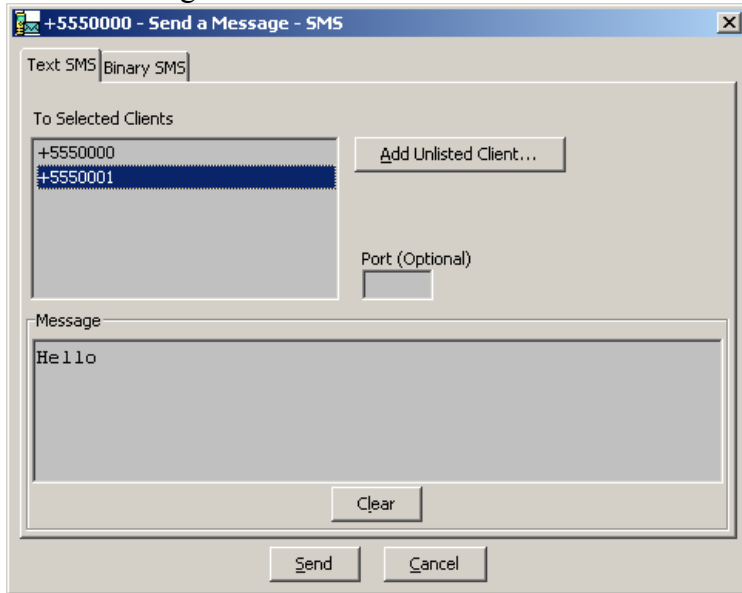 +5550000 - Send a Message - SMS
Text SMS Binary SMS
To Selected Clients
+5550000
+5550001
Add Unlisted Client...
Port (Optional)
Message
Hello
Clear
Send Cancel